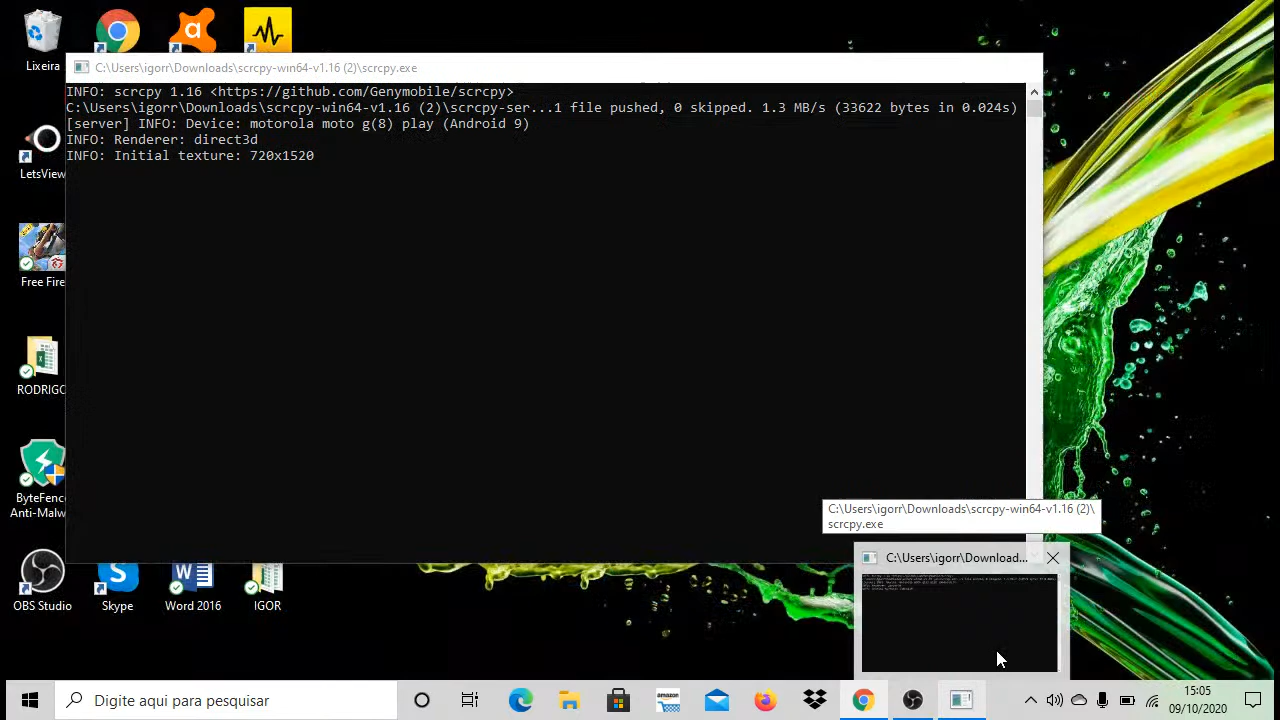 Lixeira
C:\Users\igorr\Downloads\scrcpy-win64-v1.16 (2)\scrcpy.exe
INFO: scrcpy 1.16 <https://github.com/Genymobile/scrcpy>
C:\Users\igorr\Downloads\scrcpy-win64-v1.16 (2)\scrcpy-ser...1 file pushed, 0 skipped. 1.3 MB/s (33622 bytes in 0.024s)
[server] INFO: Device: motorola moto g(8) play (Android 9)
INFO: Renderer: direct3d
INFO: Initial texture: 720x1520
LetsView
Free Fire
RODRIGO
ByteFenc
Anti-Malw
C:\Users\igorr\Downloads\scrcpy-win64-v1.16 (2)\
scrcpy.exe
C:\Users\igorr\Download...
OBS Studio
Skype
Word 2016
IGOR
Digite aqui para pesquisar
amazon
15:05
09/10/2020